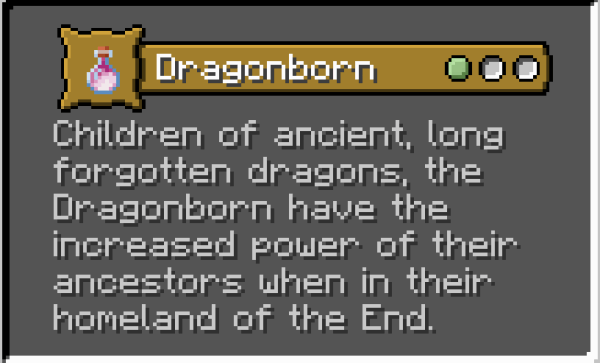 Dragonborn
Children of ancient, long
forgotten dragons, the
Dragonborn have the
increased power of their
ancestors when in their
homeland of the End.